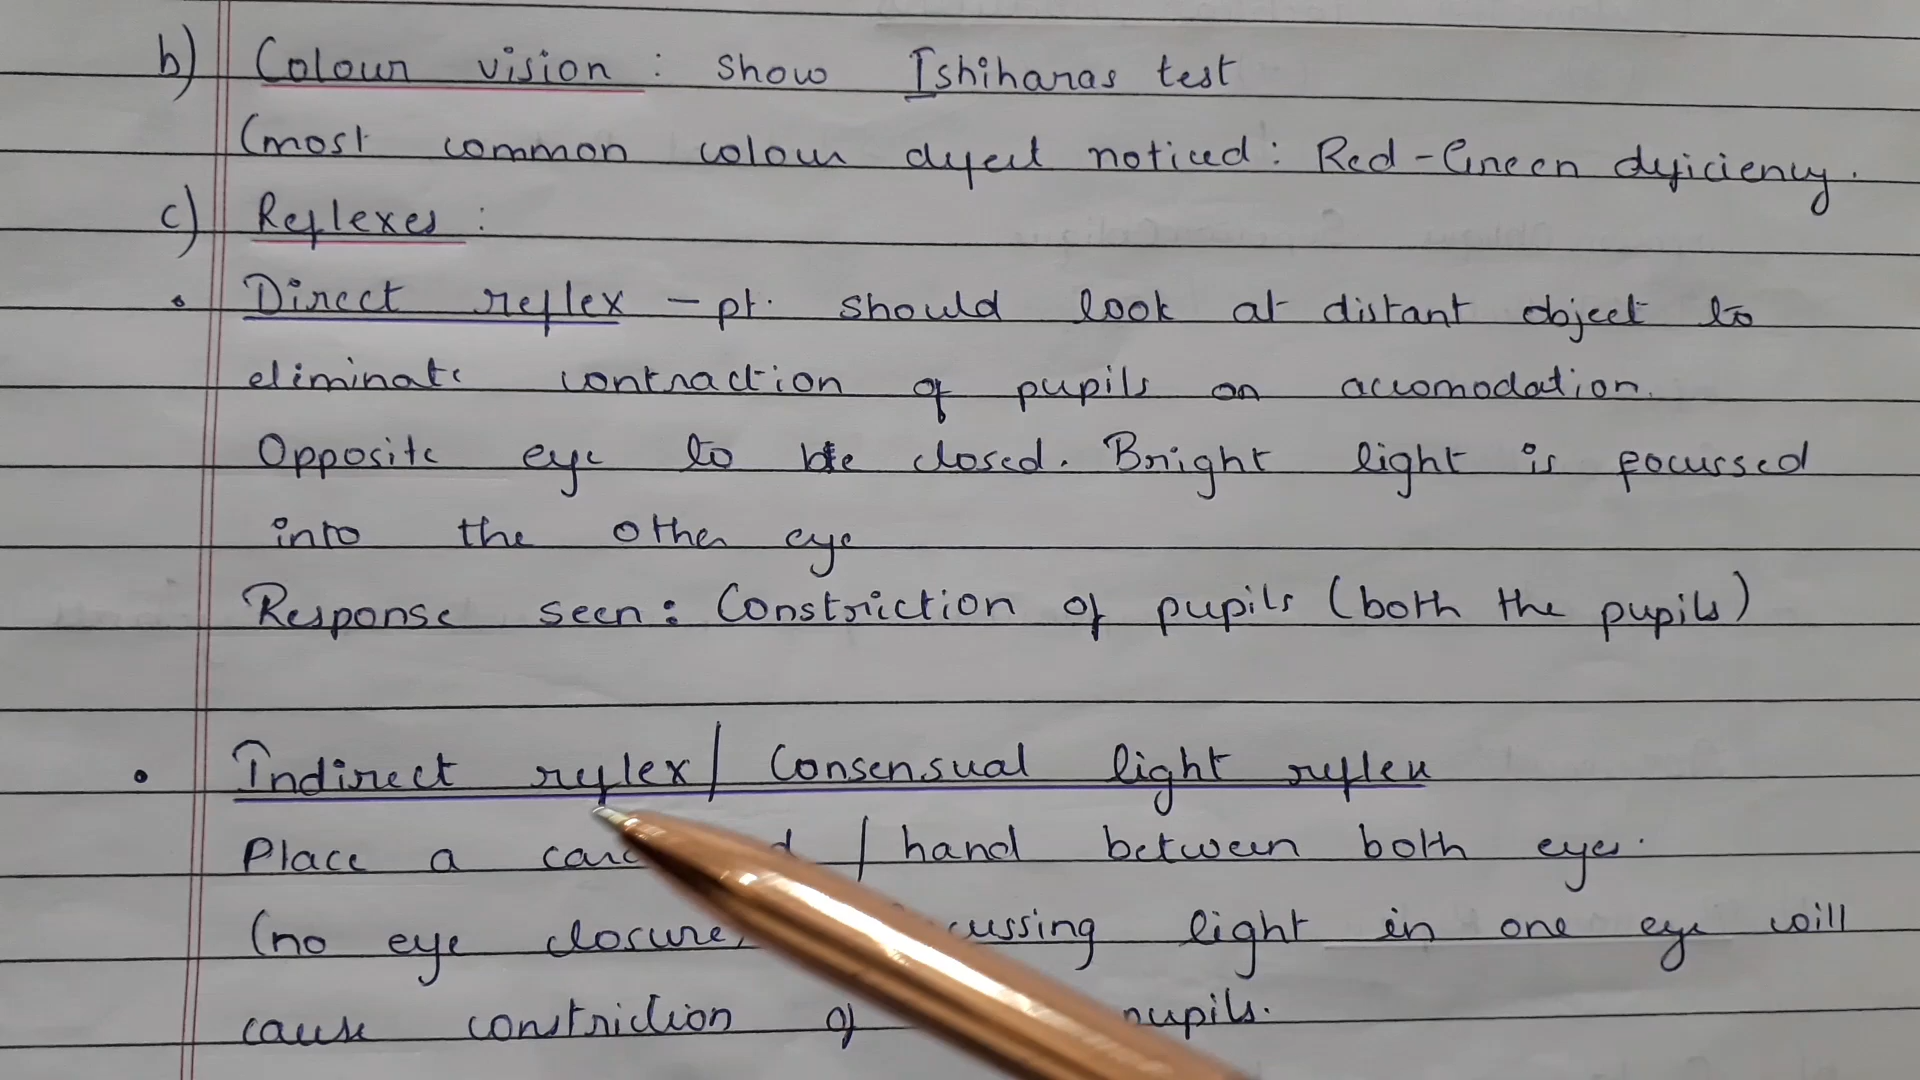 b) Colour vision : show Ishiharas test
(most common colour defect noticed : Red-Green deficiency.
c) Reflexes :
• Direct reflex - pt. should look at distant object to
eliminate contraction of pupils on accomodation.
Opposite eye to be closed. Bright light is focussed
into the other eye
Response seen : Constriction of pupils (both the pupils)
• Indirect reflex / Consensual light reflex
Place a / hand between both eyes.
(no eye closure, light in one eye will
cause constriction of pupils.